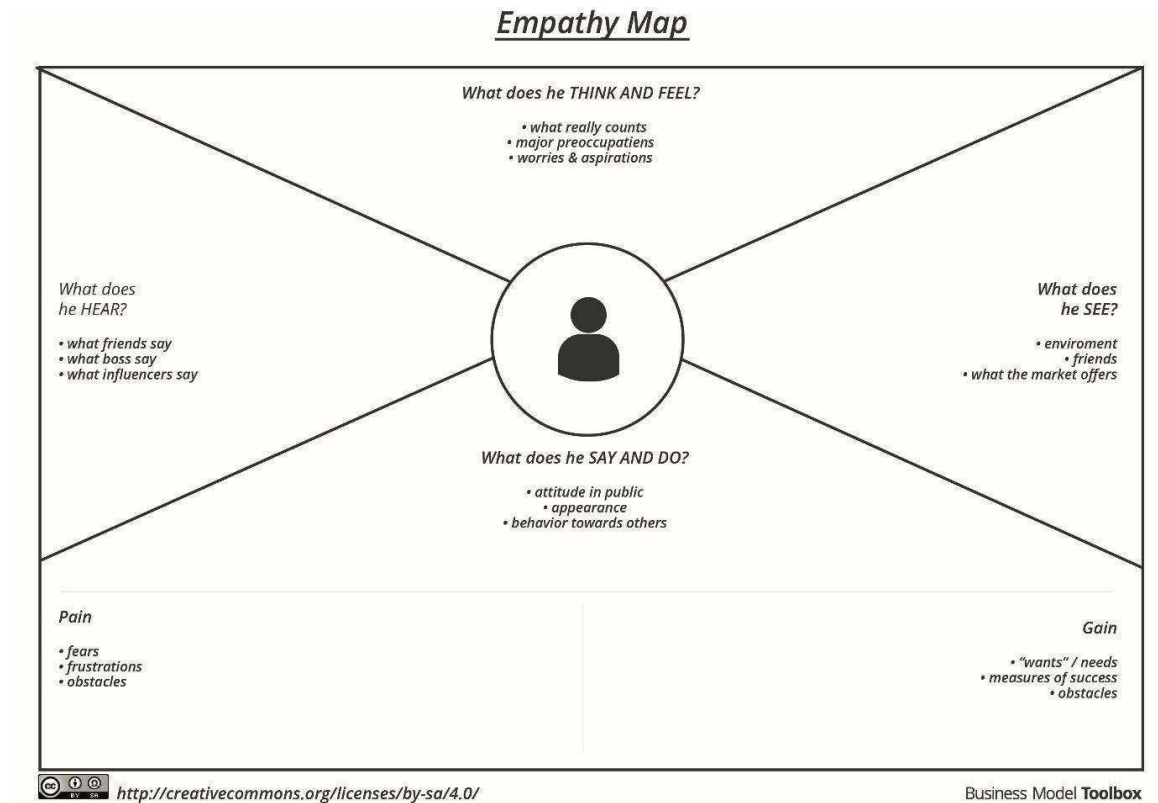 Empathy Map
What does he THINK AND FEEL?
• what really counts
• major preoccupatiens
• worries & aspirations
What does
he HEAR?
• what friends say
• what boss say
• what influencers say
What does
he SEE?
• enviroment
• friends
• what the market offers
What does he SAY AND DO?
• attitude in public
• appearance
• behavior towards others
Pain
• fears
• frustrations
• obstacles
Gain
• “wants” / needs
• measures of success
• obstacles
cc BY SA
http://creativecommons.org/licenses/by-sa/4.0/
Business Model Toolbox